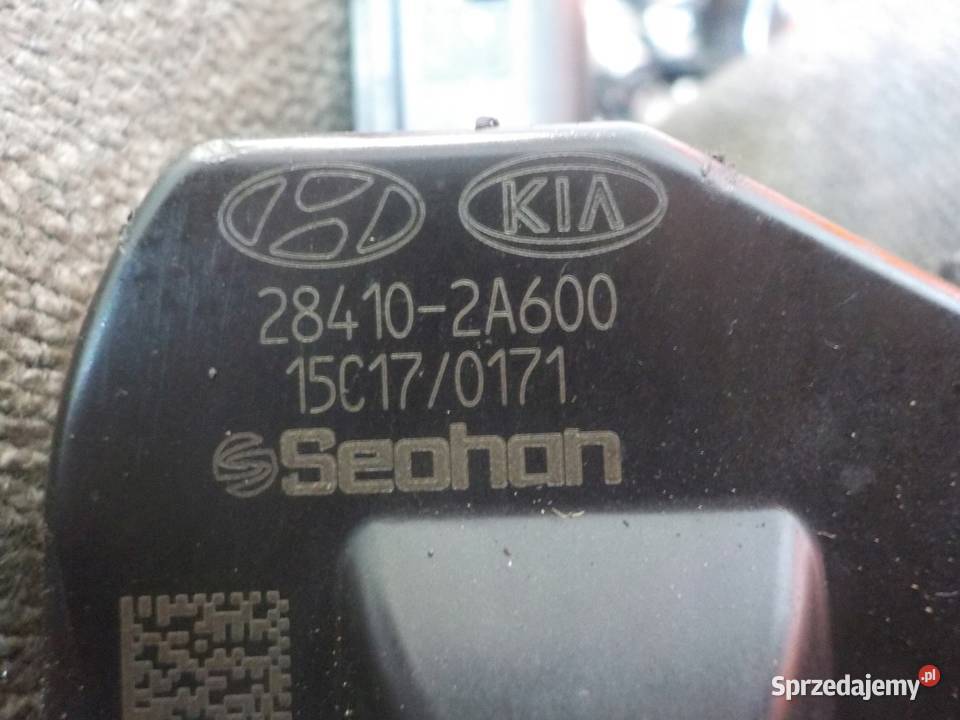 KIA
28410-2A600
15C17/0171
Seohan
Sprzedajemy.pl